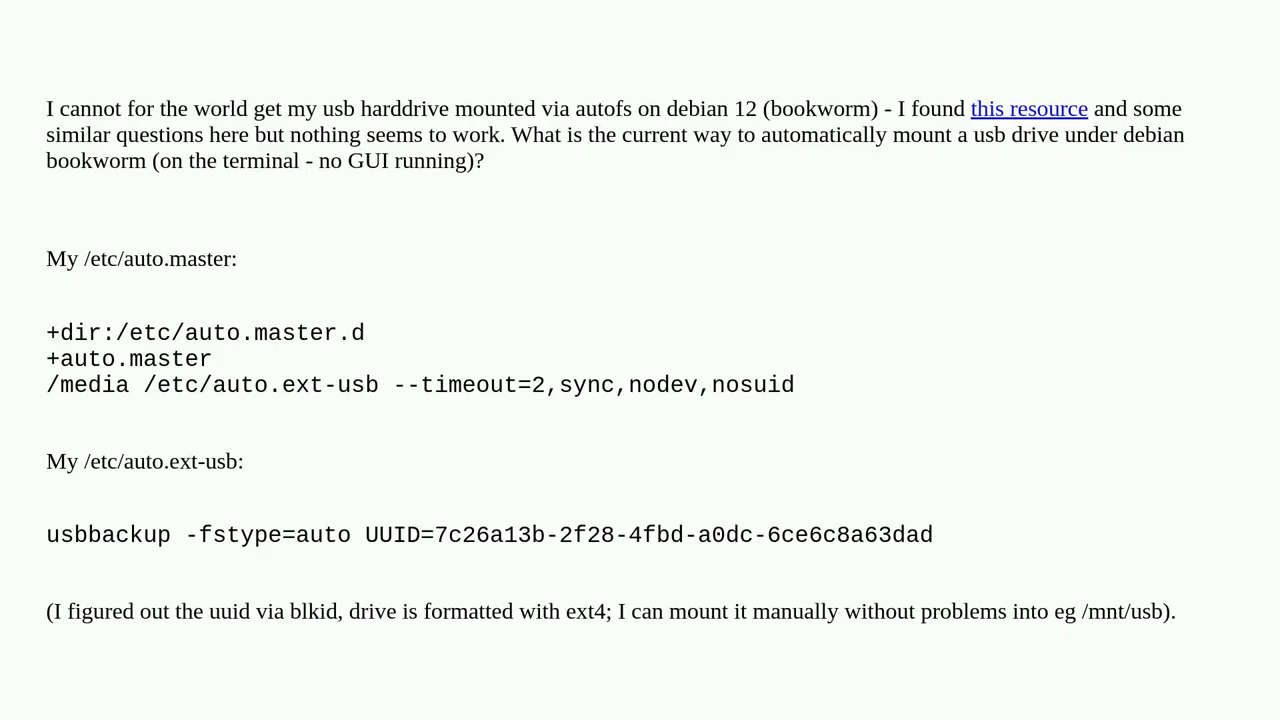 I cannot for the world get my usb harddrive mounted via autofs on debian 12 (bookworm) - I found this resource and some
similar questions here but nothing seems to work. What is the current way to automatically mount a usb drive under debian
bookworm (on the terminal - no GUI running)?
My /etc/auto.master:
+dir:/etc/auto.master.d
+auto.master
/media /etc/auto.ext-usb --timeout=2,sync,nodev,nosuid
My /etc/auto.ext-usb:
usbbackup -fstype=auto UUID=7c26a13b-2f28-4fbd-a0dc-6ce6c8a63dad
(I figured out the uuid via blkid, drive is formatted with ext4; I can mount it manually without problems into eg /mnt/usb).